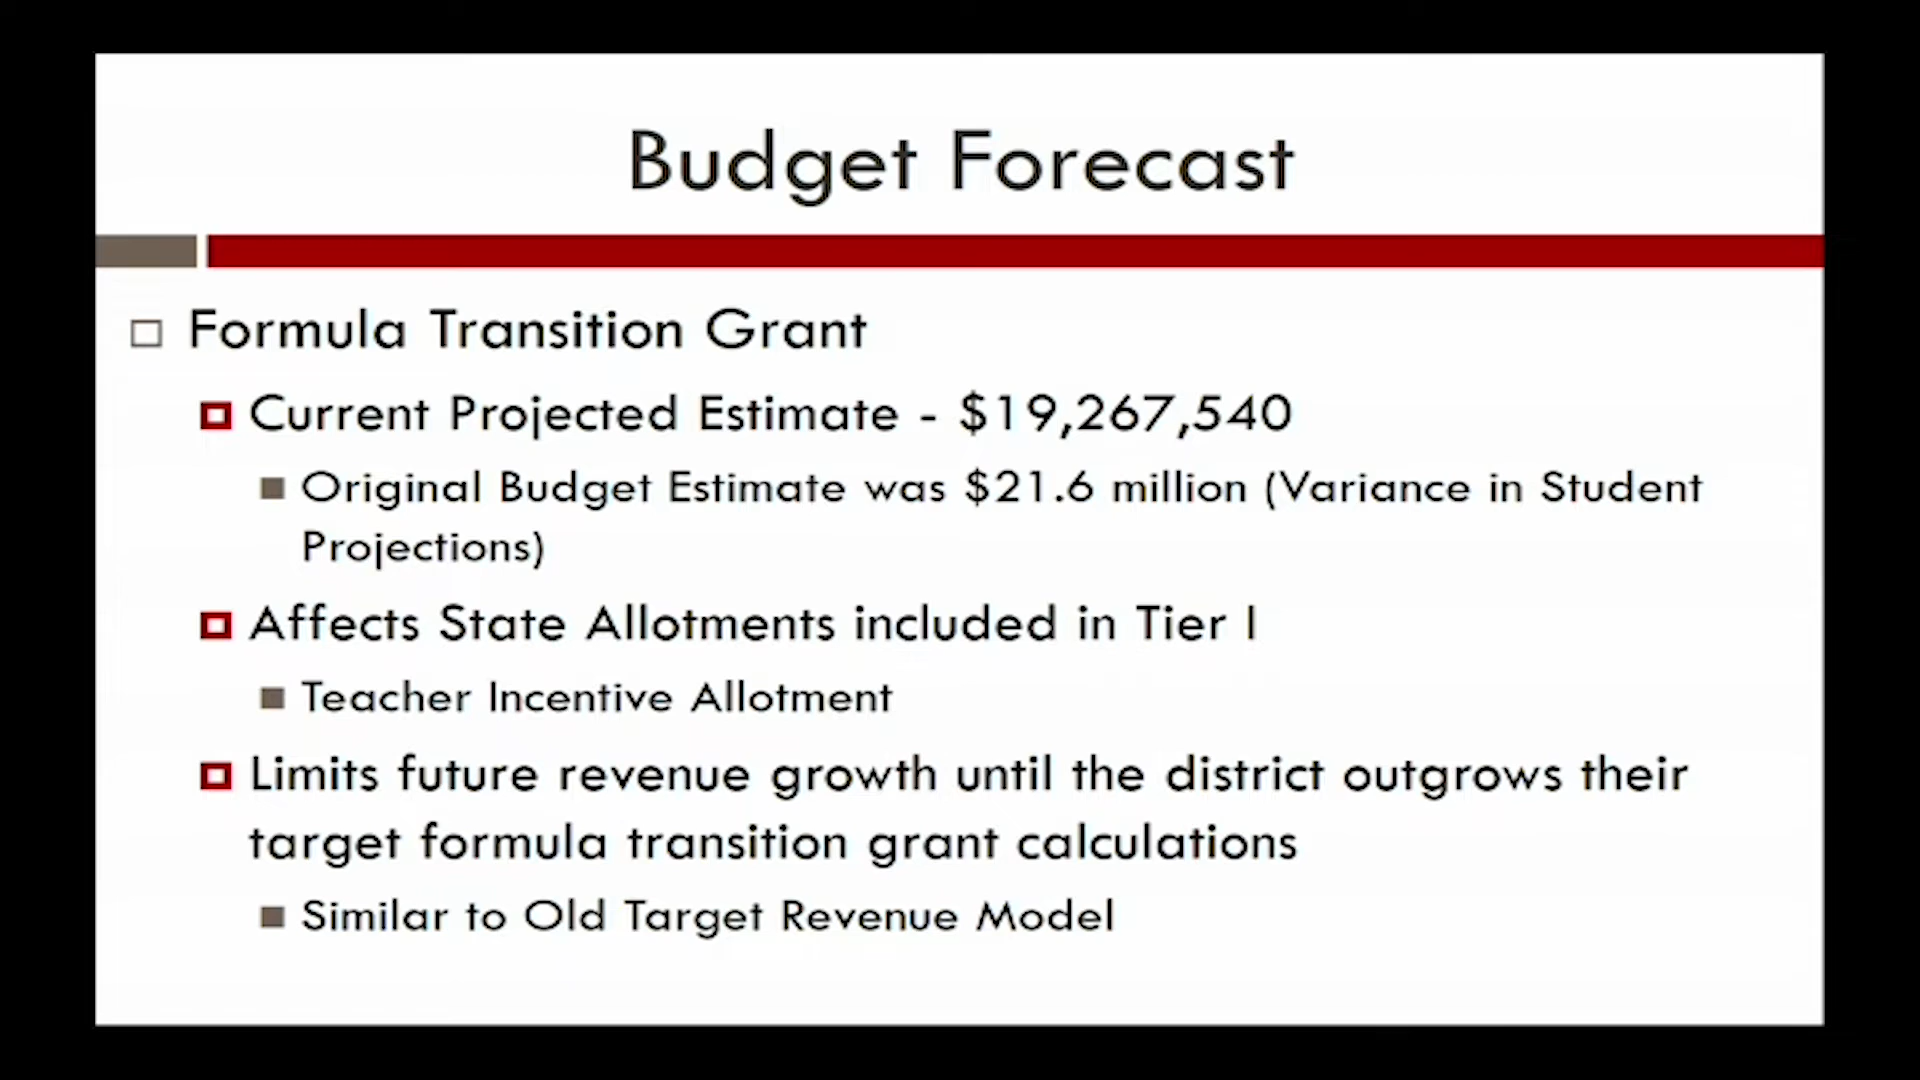 Budget Forecast
Formula Transition Grant
Current Projected Estimate - $19,267,540
Original Budget Estimate was $21.6 million (Variance in Student
Projections)
Affects State Allotments included in Tier I
Teacher Incentive Allotment
Limits future revenue growth until the district outgrows their
target formula transition grant calculations
Similar to Old Target Revenue Model